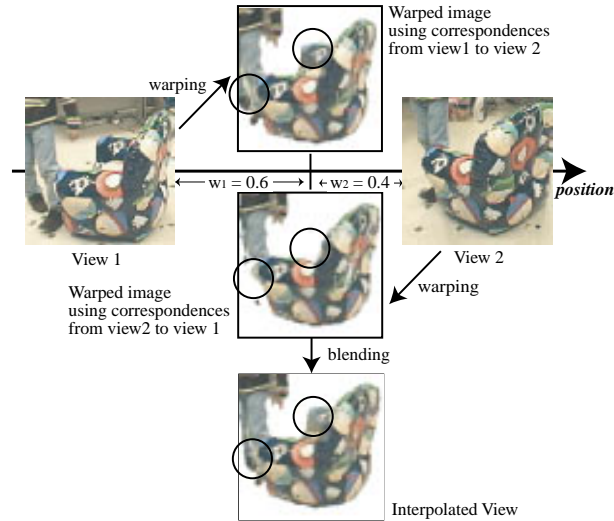 Warped image
using correspondences
from view1 to view 2
warping
w1 = 0.6
w2 = 0.4
position
View 1
View 2
Warped image
using correspondences
from view2 to view 1
warping
blending
Interpolated View